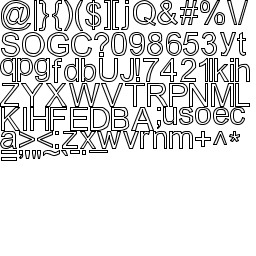 @|}{)($][jQ&#%\/
SOGC?098653yt
qpgfdbUJ!7421lkih
ZYXWVTRPNML
KIHFEDBA;usoec
a><:zxwvrnm+^*
=;"'~`-.–